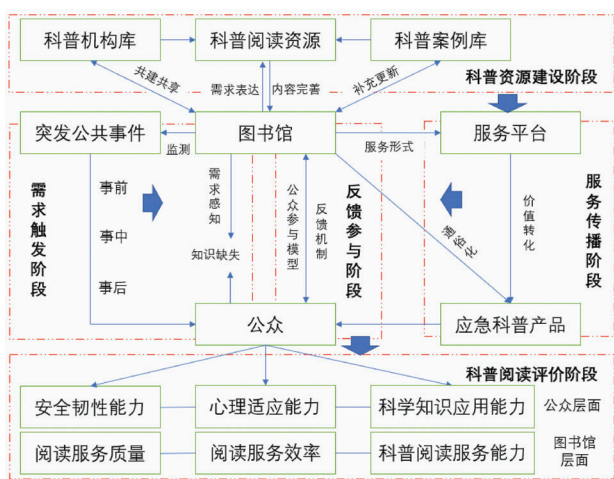 科普机构库
科普阅读资源
科普案例库
共建共享
需求表达
内容完善
补充更新
科普资源建设阶段
突发公共事件
监测
图书馆
服务形式
服务平台
需求触发阶段
事前
事中
事后
需求感知
知识缺失
公众参与模型
反馈机制
反馈参与阶段
通俗化
价值转化
服务传播阶段
公众
应急科普产品
科普阅读评价阶段
安全韧性能力
心理适应能力
科学知识应用能力
公众层面
阅读服务质量
阅读服务效率
科普阅读服务能力
图书馆
层面